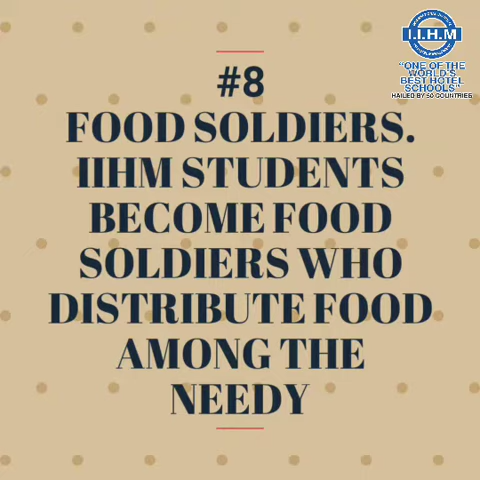 I.I.H.M
"ONE OF THE
WORLD'S
BEST HOTEL
SCHOOLS"
HAILED BY 50 COUNTRIES
#8
FOOD SOLDIERS.
IIHM STUDENTS
BECOME FOOD
SOLDIERS WHO
DISTRIBUTE FOOD
AMONG THE
NEEDY